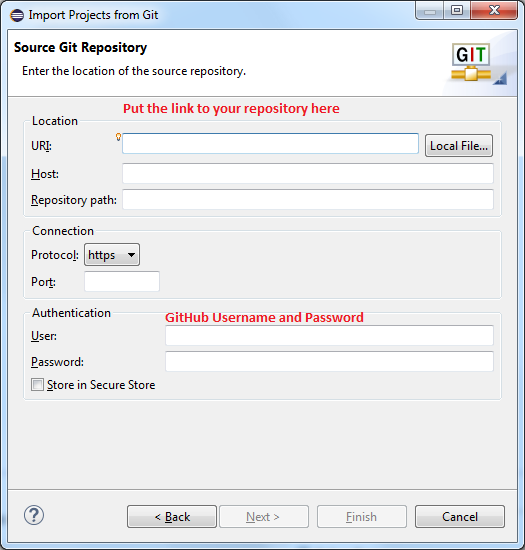 Import Projects from Git
Source Git Repository
Enter the location of the source repository.
GIT
Put the link to your repository here
Location
URI:
Local File...
Host:
Repository path:
Connection
Protocol:
https
Port:
Authentication
GitHub Username and Password
User:
Password:
Store in Secure Store
?
< Back
Next >
Finish
Cancel